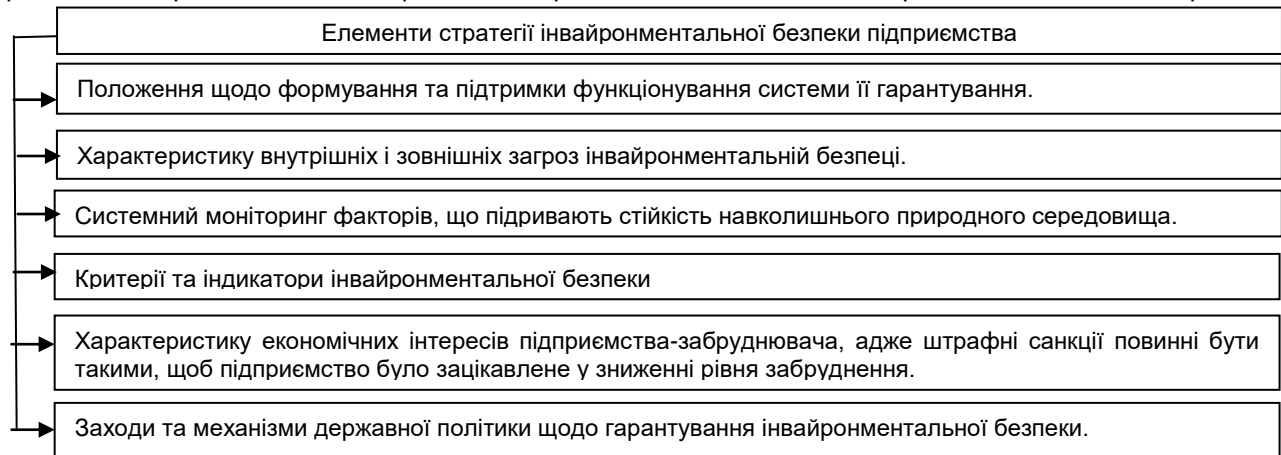 Елементи стратегії інвайронментальної безпеки підприємства
Положення щодо формування та підтримки функціонування системи її гарантування.
Характеристику внутрішніх і зовнішніх загроз інвайронментальній безпеці.
Системний моніторинг факторів, що підривають стійкість навколишнього природного середовища.
Критерії та індикатори інвайронментальної безпеки
Характеристику економічних інтересів підприємства-забруднювача, адже штрафні санкції повинні бути
такими, щоб підприємство було зацікавлене у зниженні рівня забруднення.
Заходи та механізми державної політики щодо гарантування інвайронментальної безпеки.